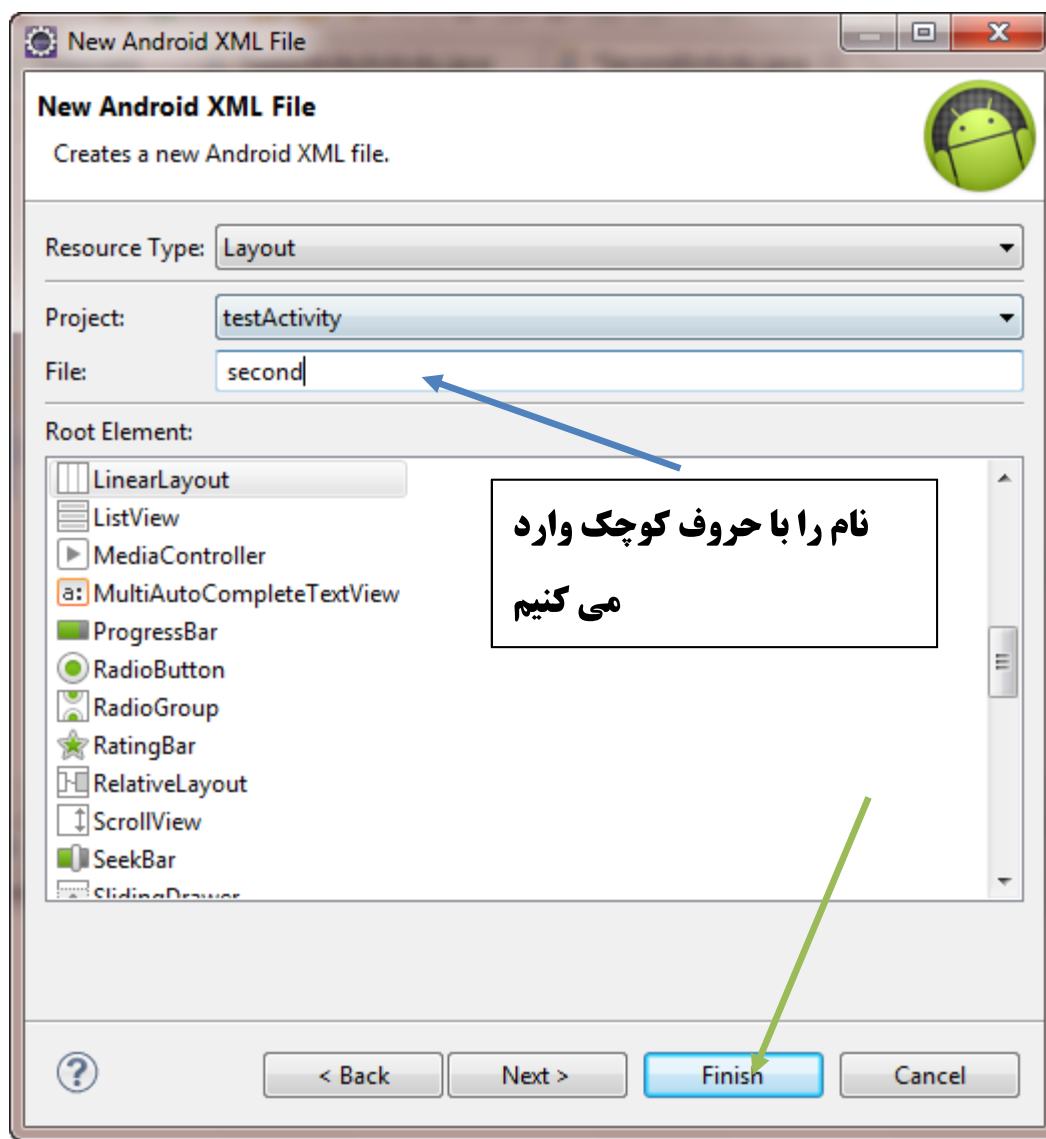 New Android XML File
New Android XML File
Creates a new Android XML file.
Resource Type: Layout
Project: testActivity
File: second
Root Element:
LinearLayout
ListView
MediaController
a: MultiAutoCompleteTextView
ProgressBar
RadioButton
RadioGroup
RatingBar
RelativeLayout
ScrollView
SeekBar
SlidingDrawer
نام را با حروف کوچک وارد
می کنیم
? < Back Next > Finish Cancel